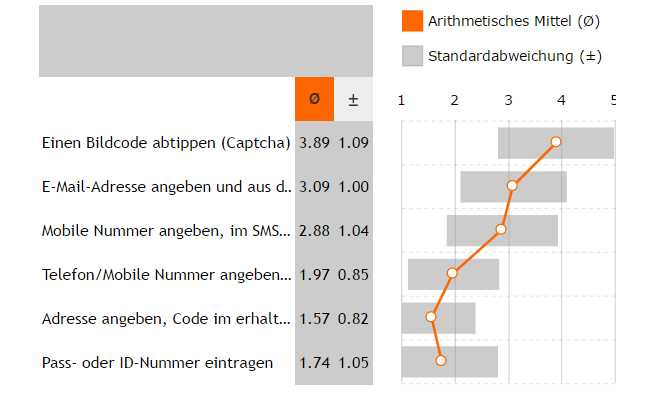 Arithmetisches Mittel (Ø)
Standardabweichung (±)
Ø ± 1 2 3 4 5
Einen Bildcode abtippen (Captcha) 3.89 1.09
E-Mail-Adresse angeben und aus d.. 3.09 1.00
Mobile Nummer angeben, im SMS... 2.88 1.04
Telefon/Mobile Nummer angeben... 1.97 0.85
Adresse angeben, Code im erhalt... 1.57 0.82
Pass- oder ID-Nummer eintragen 1.74 1.05